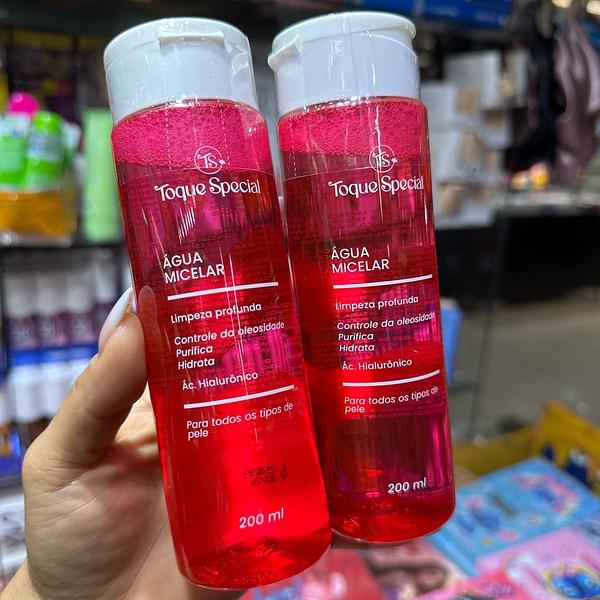 TS
Toque Special
ÁGUA
MICELAR
Limpeza profunda
Controle da oleosidade
Purifica
Hidrata
Ác. Hialurônico
Para todos os tipos de
pele
200 ml
TS
Toque Special
ÁGUA
MICELAR
Limpeza profunda
Controle da oleosidade
Purifica
Hidrata
Ác. Hialurônico
Para todos os tipos de
pele
200 ml